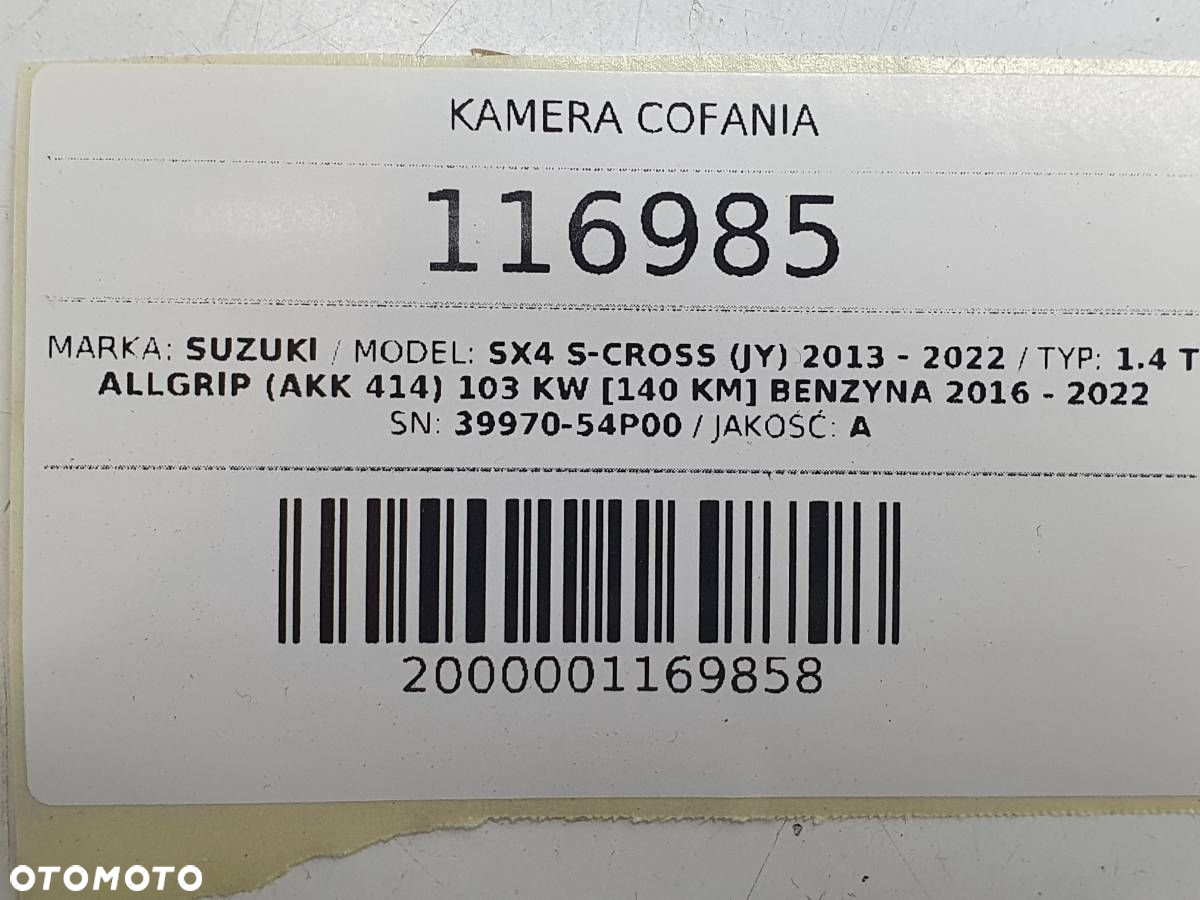 KAMERA COFANIA
116985
MARKA: SUZUKI / MODEL: SX4 S-CROSS (JY) 2013 - 2022 / TYP: 1.4 T
ALLGRIP (AKK 414) 103 KW [140 KM] BENZYNA 2016 - 2022
SN: 39970-54P00 / JAKOŚĆ: A
2000001169858
OTOMOTO